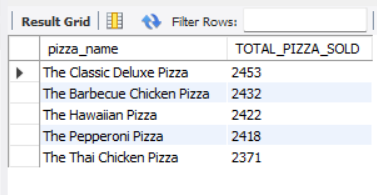 Result Grid Filter Rows:
pizza_name TOTAL_PIZZA_SOLD
The Classic Deluxe Pizza 2453
The Barbecue Chicken Pizza 2432
The Hawaiian Pizza 2422
The Pepperoni Pizza 2418
The Thai Chicken Pizza 2371